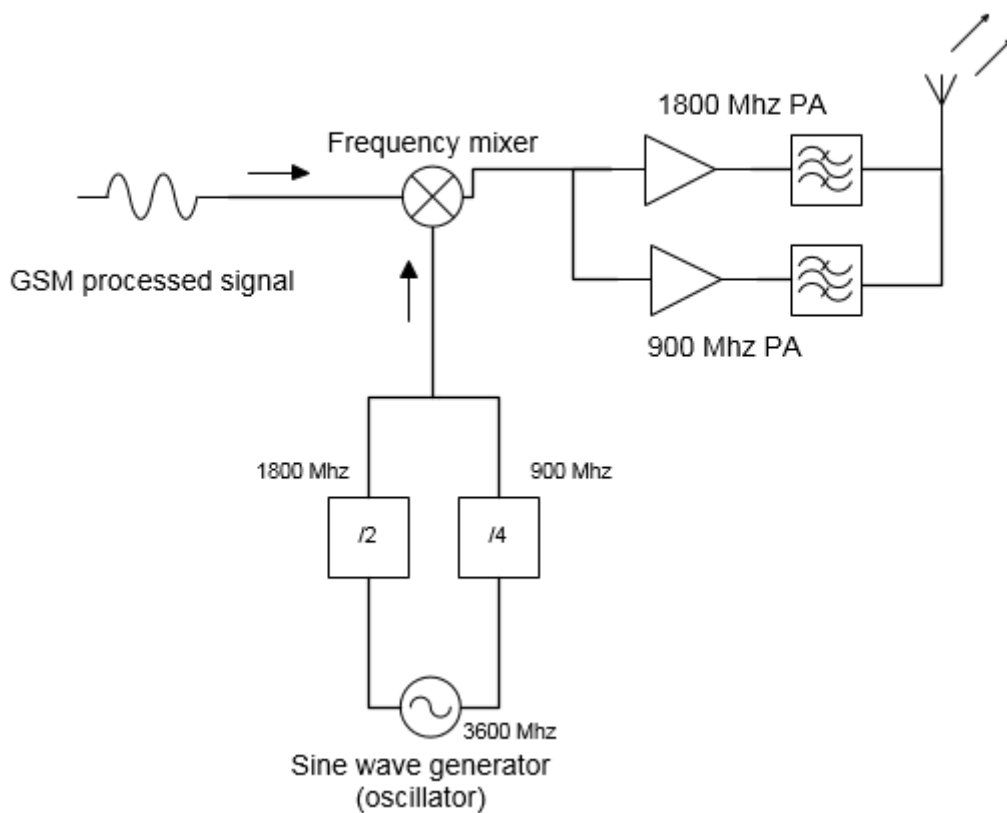 1800 Mhz PA
Frequency mixer
GSM processed signal
900 Mhz PA
1800 Mhz
900 Mhz
/2
/4
3600 Mhz
Sine wave generator
(oscillator)